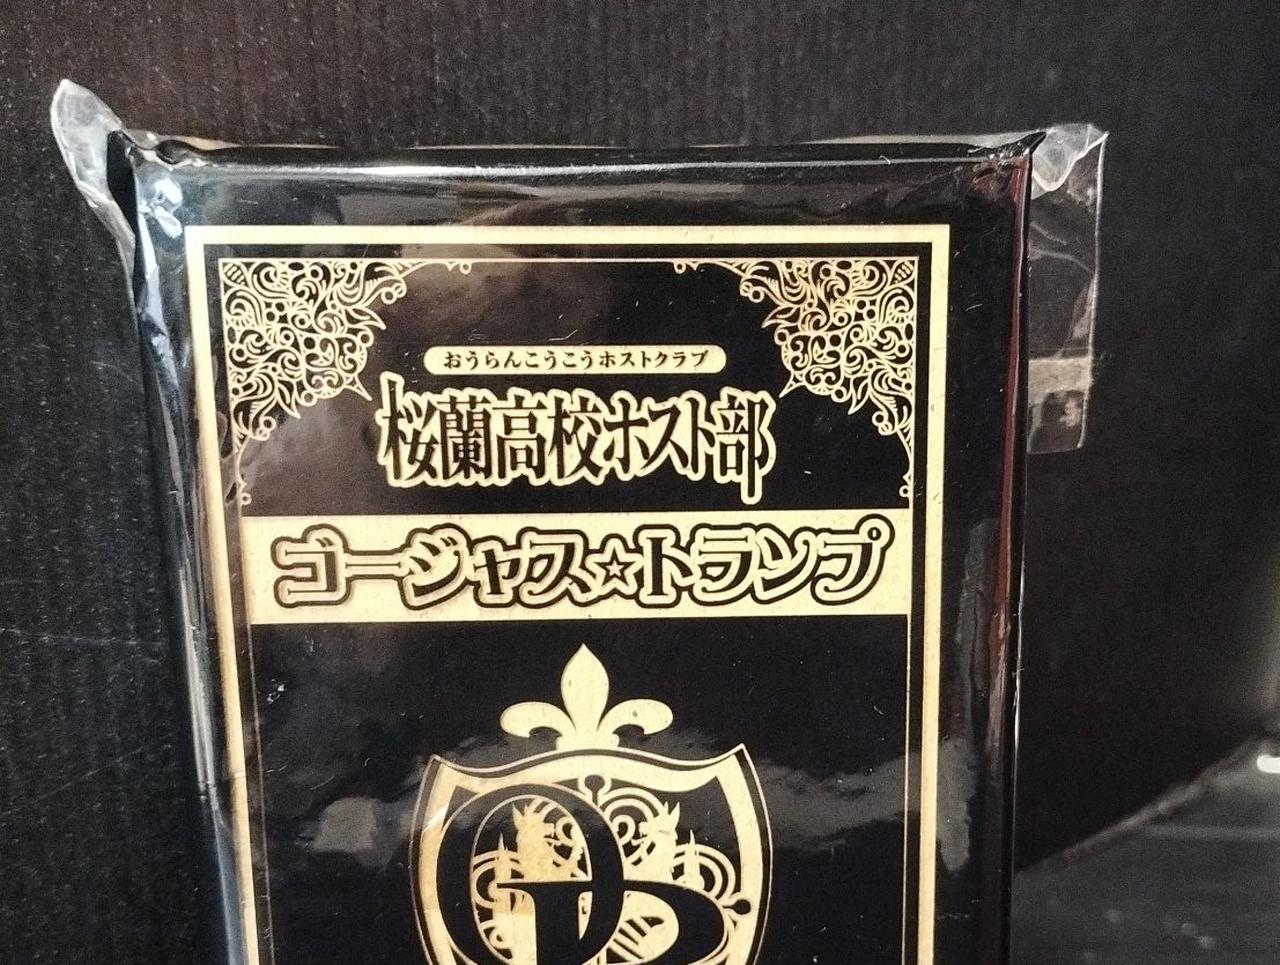 おうらんこうこうホストクラブ
桜蘭高校ホスト部
ゴージャス☆トランプ